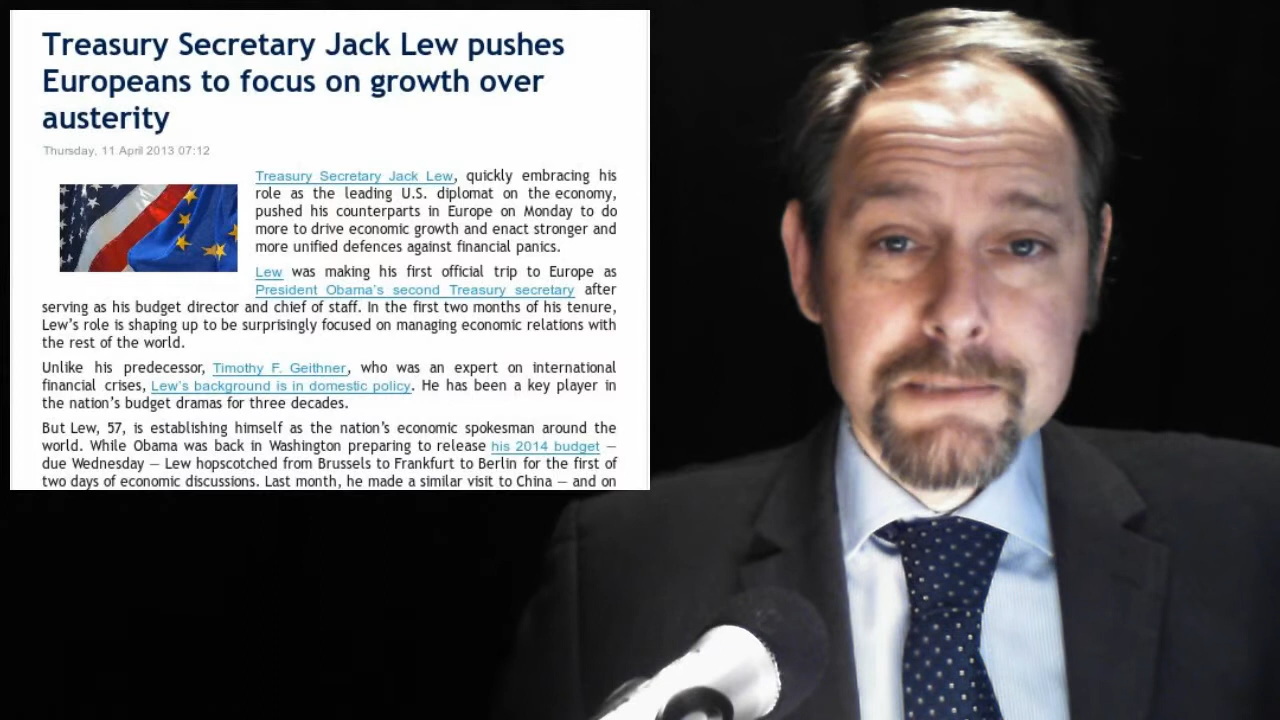 Treasury Secretary Jack Lew pushes
Europeans to focus on growth over
austerity
Thursday, 11 April 2013 07:12
Treasury Secretary Jack Lew, quickly embracing his
role as the leading U.S. diplomat on the economy,
pushed his counterparts in Europe on Monday to do
more to drive economic growth and enact stronger and
more unified defences against financial panics.
Lew was making his first official trip to Europe as
President Obama's second Treasury secretary after
serving as his budget director and chief of staff. In the first two months of his tenure,
Lew's role is shaping up to be surprisingly focused on managing economic relations with
the rest of the world.
Unlike his predecessor, Timothy F. Geithner, who was an expert on international
financial crises, Lew's background is in domestic policy. He has been a key player in
the nation's budget dramas for three decades.
But Lew, 57, is establishing himself as the nation's economic spokesman around the
world. While Obama was back in Washington preparing to release his 2014 budget —
due Wednesday — Lew hopscotched from Brussels to Frankfurt to Berlin for the first of
two days of economic discussions. Last month, he made a similar visit to China — and on